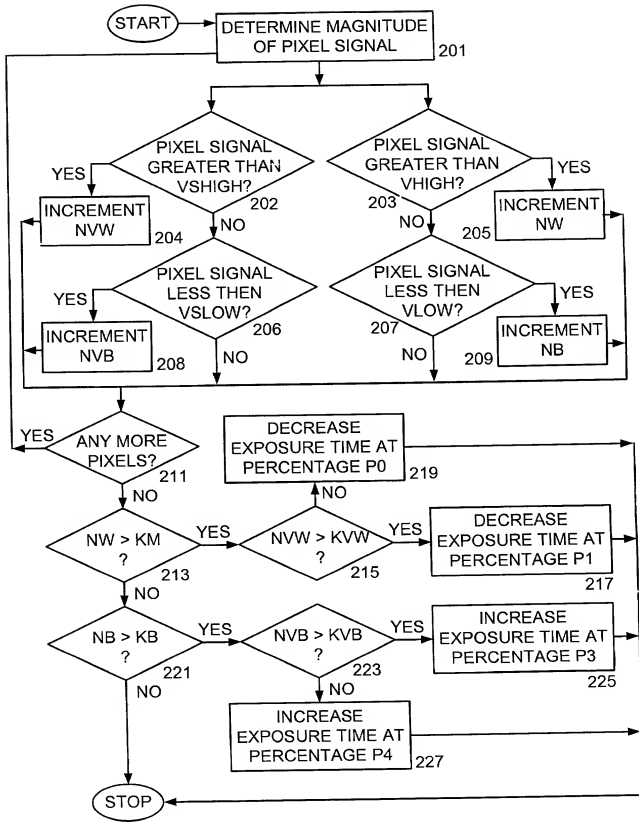 START
DETERMINE MAGNITUDE
OF PIXEL SIGNAL
201
PIXEL SIGNAL
GREATER THAN
VSHIGH?
202
YES
NO
PIXEL SIGNAL
GREATER THAN
VHIGH?
203
YES
NO
INCREMENT
NVW
204
INCREMENT
NW
205
PIXEL SIGNAL
LESS THEN
VSLOW?
206
YES
NO
PIXEL SIGNAL
LESS THEN
VLOW?
207
YES
NO
INCREMENT
NVB
208
INCREMENT
NB
209
ANY MORE
PIXELS?
211
YES
NO
DECREASE
EXPOSURE TIME AT
PERCENTAGE P0
219
NO
NW > KM
?
213
YES
NO
NVW > KVW
?
215
YES
DECREASE
EXPOSURE TIME AT
PERCENTAGE P1
217
NB > KB
?
221
YES
NO
NVB > KVB
?
223
YES
NO
INCREASE
EXPOSURE TIME AT
PERCENTAGE P3
225
INCREASE
EXPOSURE TIME AT
PERCENTAGE P4
227
STOP